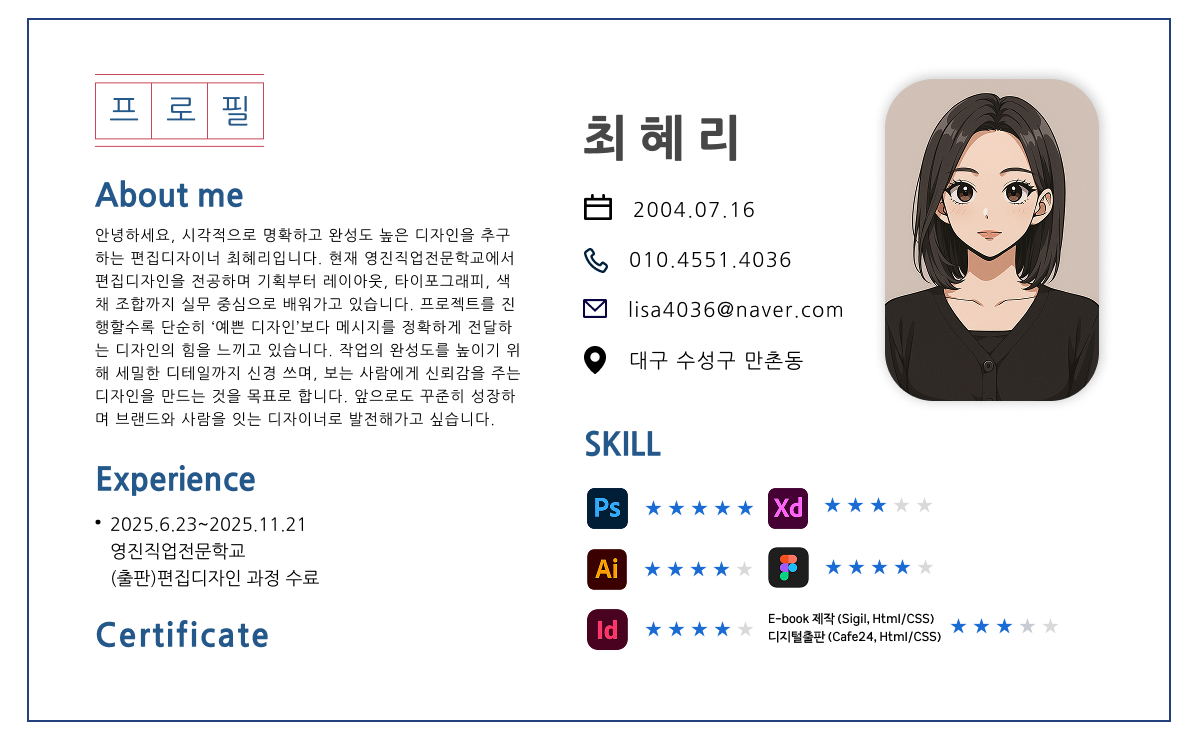 프로필
About me
안녕하세요, 시각적으로 명확하고 완성도 높은 디자인을 추구
하는 편집디자이너 최혜리입니다. 현재 영진직업전문학교에서
편집디자인을 전공하며 기획부터 레이아웃, 타이포그래피, 색
채 조합까지 실무 중심으로 배워가고 있습니다. 프로젝트를 진
행할수록 단순히 ‘예쁜 디자인’보다 메시지를 정확하게 전달하
는 디자인의 힘을 느끼고 있습니다. 작업의 완성도를 높이기 위
해 세밀한 디테일까지 신경 쓰며, 보는 사람에게 신뢰감을 주는
디자인을 만드는 것을 목표로 합니다. 앞으로도 꾸준히 성장하
며 브랜드와 사람을 잇는 디자이너로 발전해가고 싶습니다.
Experience
• 2025.6.23~2025.11.21
영진직업전문학교
(출판)편집디자인 과정 수료
Certificate
최혜리
2004.07.16
010.4551.4036
lisa4036@naver.com
대구 수성구 만촌동
SKILL
Ps ★★★★★
Xd ★★★★★
Ai ★★★★★
★★★★★
Id ★★★★★
E-book 제작 (Sigil, Html/CSS)
디지털출판 (Cafe24, Html/CSS) ★★★★★